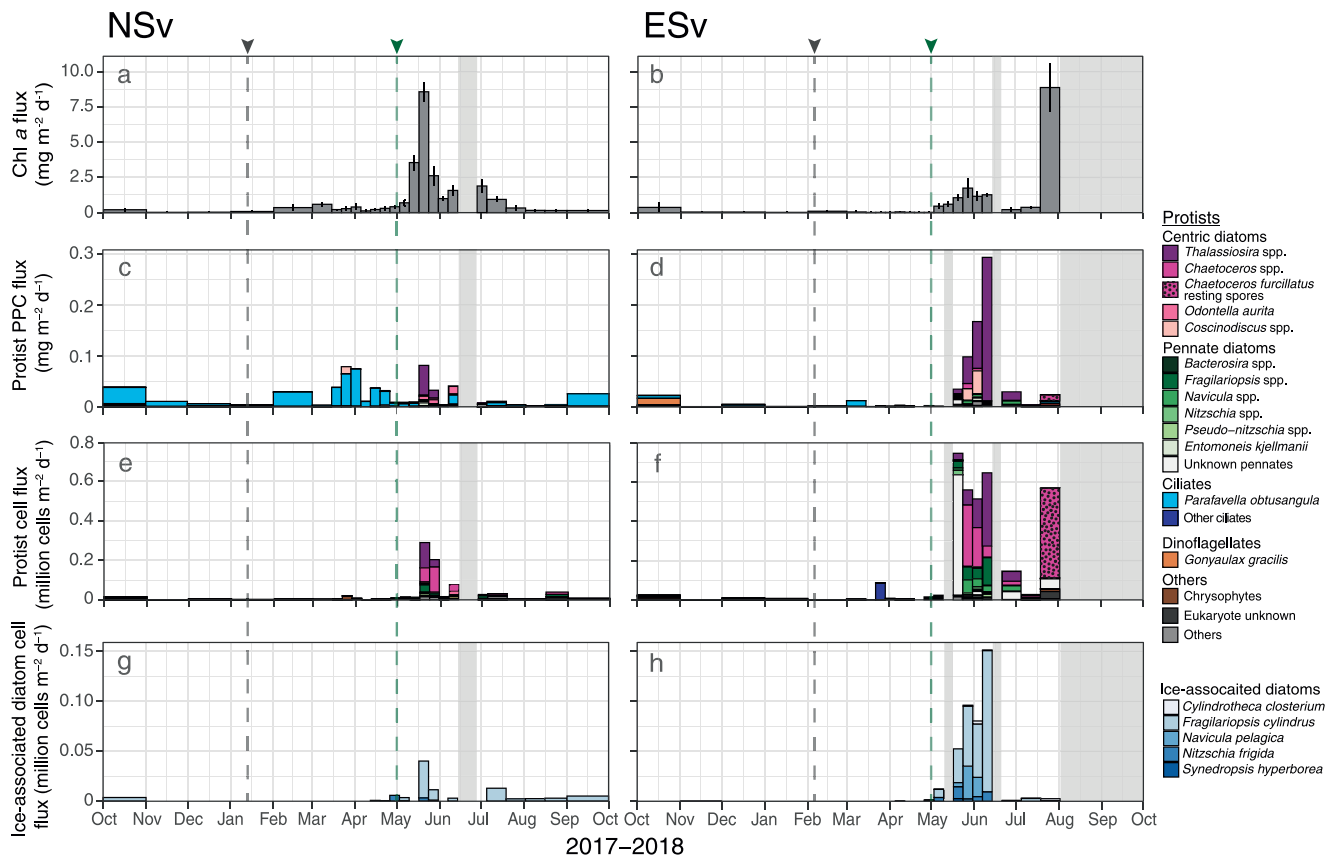 NSv
ESv
a
b
Chl a flux
(mg m⁻² d⁻¹)
10.0
7.5
5.0
2.5
0
c
d
Protist PPC flux
(mg m⁻² d⁻¹)
0.3
0.2
0.1
0
e
f
Protist cell flux
(million cells m⁻² d⁻¹)
0.8
0.6
0.4
0.2
0
g
h
Ice-associated diatom cell
flux (million cells m⁻² d⁻¹)
0.15
0.10
0.05
0
Oct Nov Dec Jan Feb Mar Apr May Jun Jul Aug Sep Oct
Oct Nov Dec Jan Feb Mar Apr May Jun Jul Aug Sep Oct
2017–2018
Protists
Centric diatoms
Thalassiosira spp.
Chaetoceros spp.
Chaetoceros furcillatus
resting spores
Odontella aurita
Coscinodiscus spp.
Pennate diatoms
Bacterosira spp.
Fragilariopsis spp.
Navicula spp.
Nitzschia spp.
Pseudo–nitzschia spp.
Entomoneis kjellmanii
Unknown pennates
Ciliates
Parafavella obtusangula
Other ciliates
Dinoflagellates
Gonyaulax gracilis
Others
Chrysophytes
Eukaryote unknown
Others
Ice-assocaited diatoms
Cylindrotheca closterium
Fragilariopsis cylindrus
Navicula pelagica
Nitzschia frigida
Synedropsis hyperborea